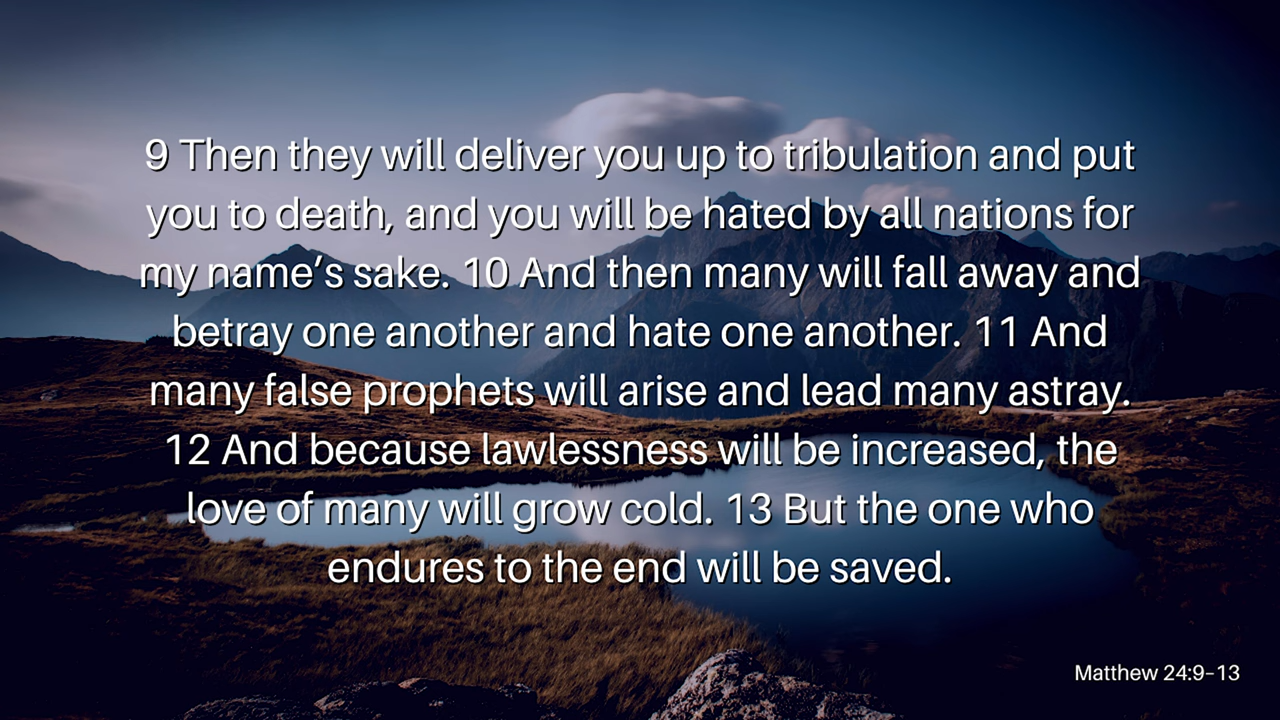 9 Then they will deliver you up to tribulation and put
you to death, and you will be hated by all nations for
my name’s sake. 10 And then many will fall away and
betray one another and hate one another. 11 And
many false prophets will arise and lead many astray.
12 And because lawlessness will be increased, the
love of many will grow cold. 13 But the one who
endures to the end will be saved.
Matthew 24:9–13